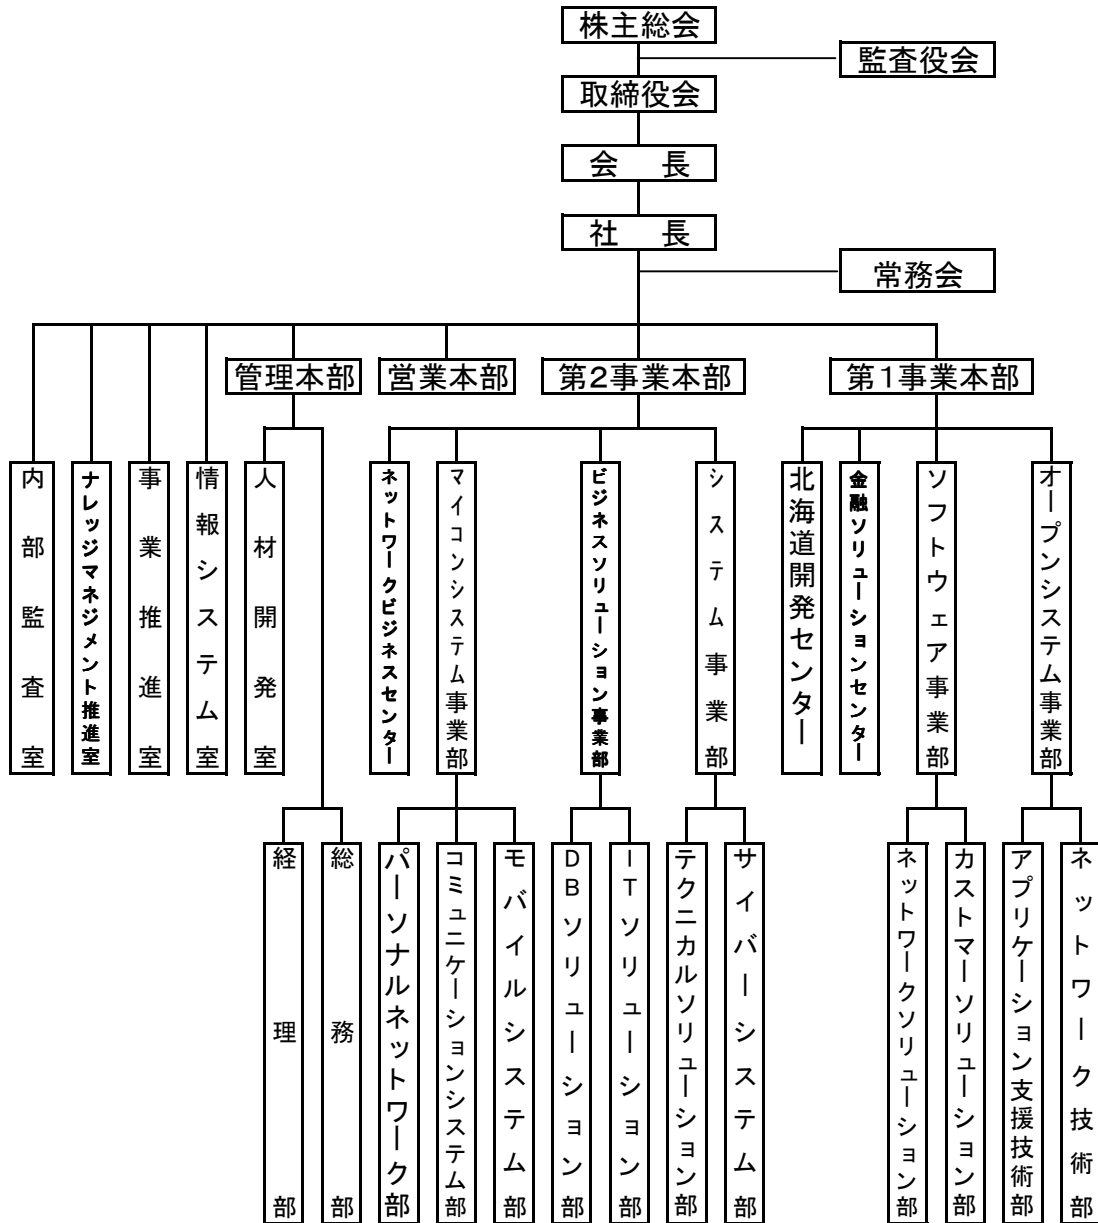 株主総会
監査役会
取締役会
会　長
社　長
常務会
管理本部
営業本部
第2事業本部
第1事業本部
内部監査室
ナレッジマネジメント推進室
事業推進室
情報システム室
人材開発室
ネットワークビジネスセンター
マイコンシステム事業部
ビジネスソリューション事業部
システム事業部
北海道開発センター
金融ソリューションセンター
ソフトウェア事業部
オープンシステム事業部
経理部
総務部
パーソナルネットワーク部
コミュニケーションシステム部
モバイルシステム部
DBソリューション部
ITソリューション部
テクニカルソリューション部
サイバーシステム部
ネットワークソリューション部
カストマーソリューション部
アプリケーション支援技術部
ネットワーク技術部